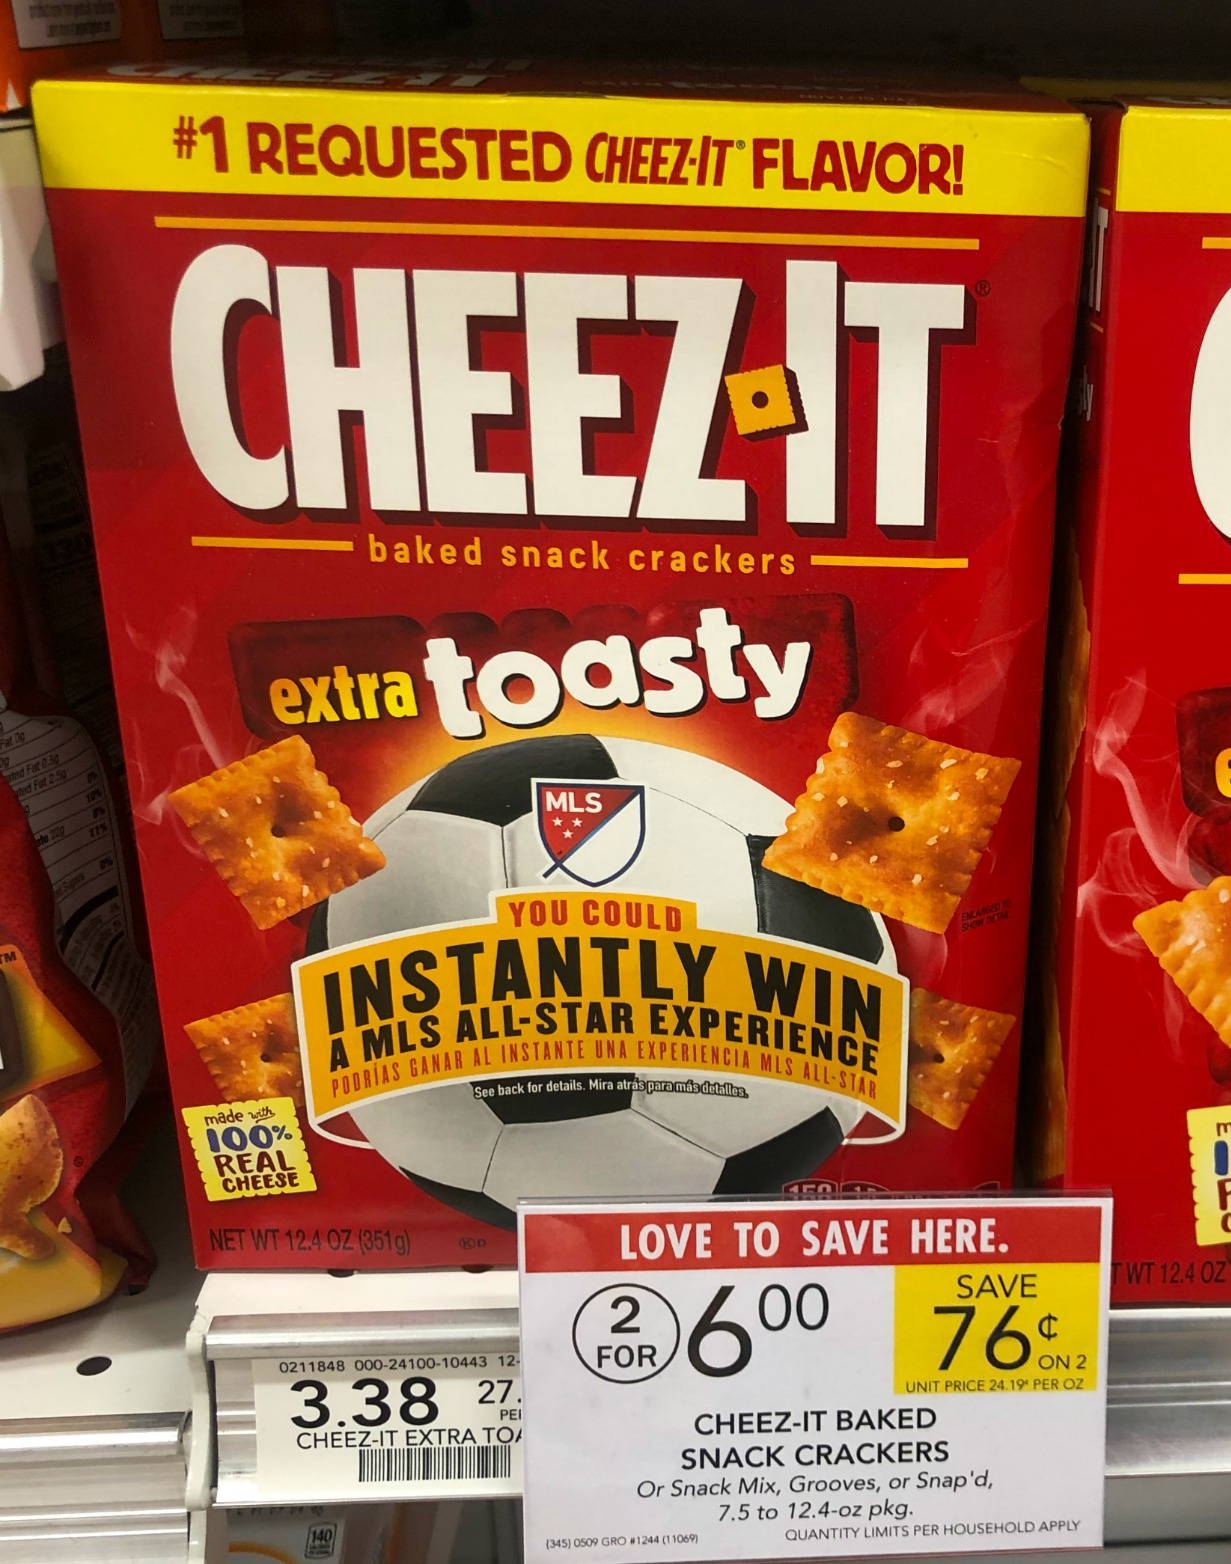 #1 REQUESTED CHEEZ-IT® FLAVOR!
CHEEZ-IT®
baked snack crackers
extra toasty
MLS
ENLARGED TO
SHOW DETAIL
YOU COULD
INSTANTLY WIN
A MLS ALL-STAR EXPERIENCE
PODRÍAS GANAR AL INSTANTE UNA EXPERIENCIA MLS ALL-STAR
See back for details. Mira atrás para más detalles.
made with
100%
REAL
CHEESE
NET WT 12.4 OZ (351g)
KD
T WT 12.4 OZ
LOVE TO SAVE HERE.
2
FOR
600
SAVE
76¢
ON 2
UNIT PRICE 24.19¢ PER OZ
CHEEZ-IT BAKED
SNACK CRACKERS
Or Snack Mix, Grooves, or Snap'd,
7.5 to 12.4-oz pkg.
(345) 0509 GRO #1244 (11069)
QUANTITY LIMITS PER HOUSEHOLD APPLY
0211848 000-24100-10443 12-
3.38
27.
CHEEZ-IT EXTRA TOA
140